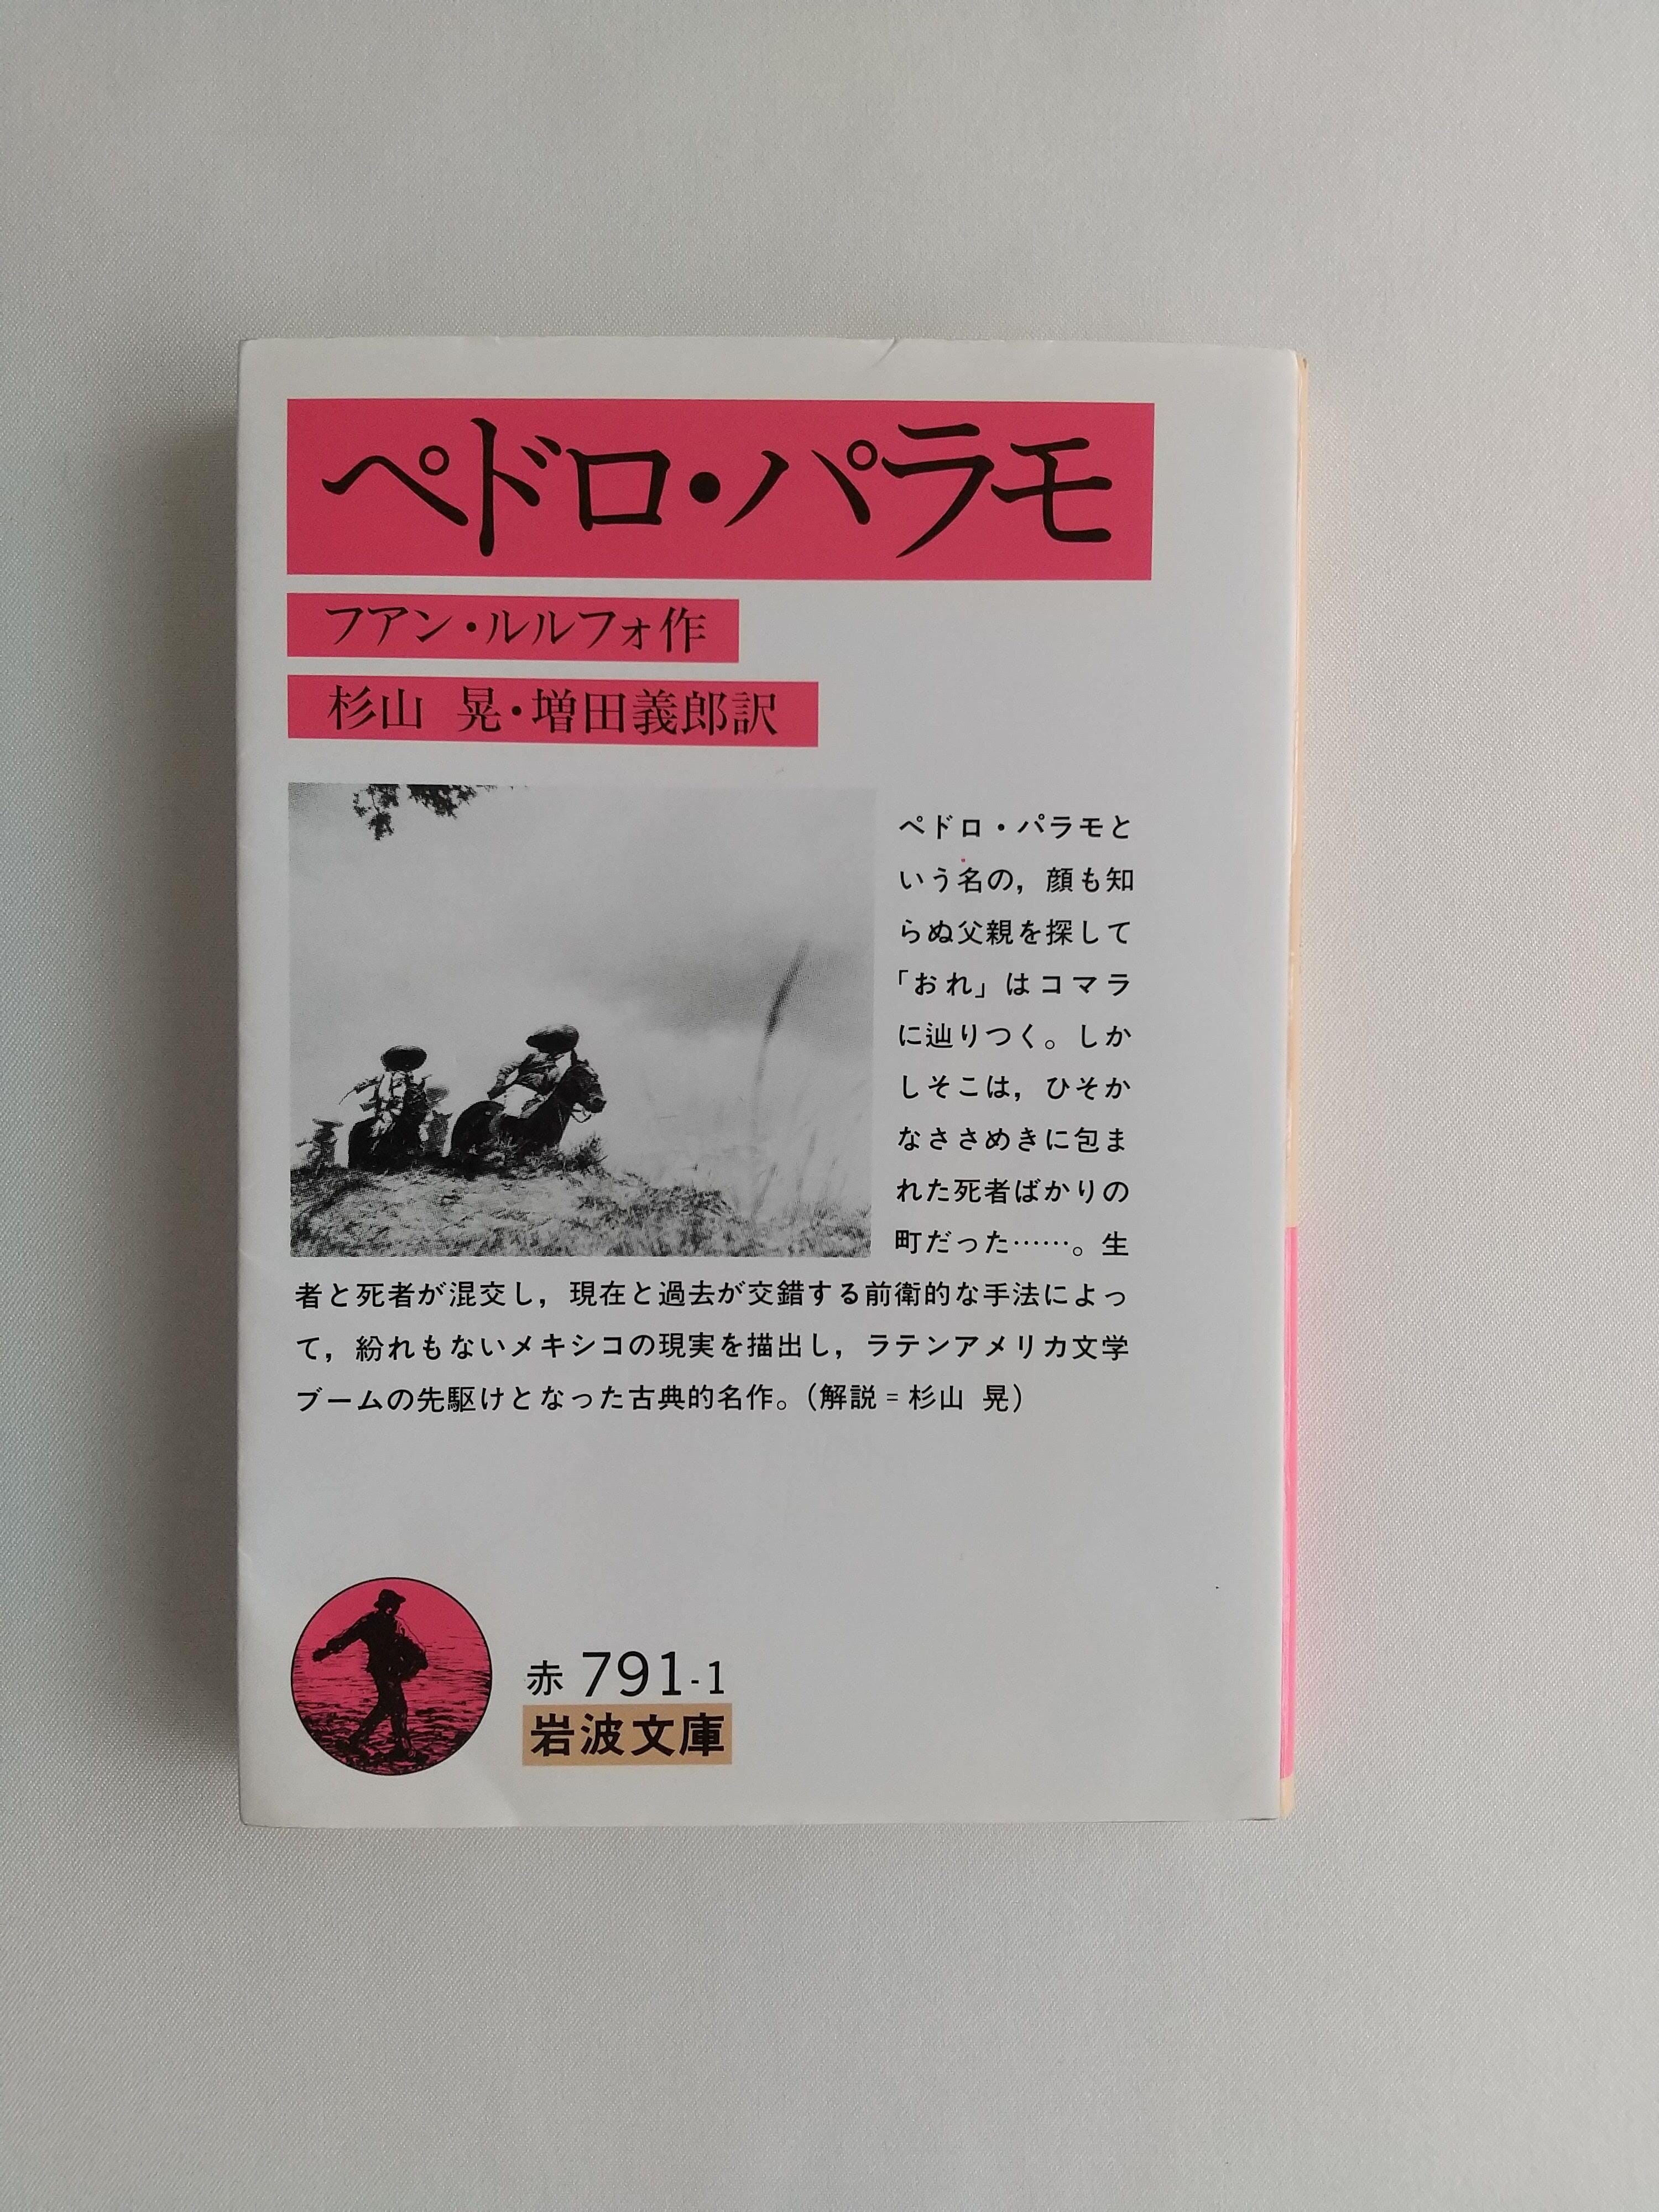 ペドロ・パラモ
フアン・ルルフォ作
杉山 晃・増田義郎訳
ペドロ・パラモと
いう名の，顔も知
らぬ父親を探して
「おれ」はコマラ
に辿りつく。しか
しそこは，ひそか
なささめきに包ま
れた死者ばかりの
町だった……。生
者と死者が混交し，現在と過去が交錯する前衛的な手法によっ
て，紛れもないメキシコの現実を描出し，ラテンアメリカ文学
ブームの先駆けとなった古典的名作。（解説＝杉山 晃）
赤 791-1
岩波文庫